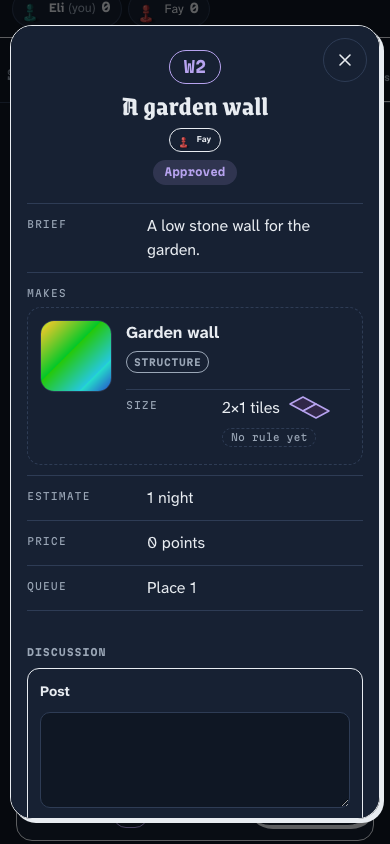 Eli (you) 0 Fay 0
W2
A garden wall
Fay
Approved
BRIEF A low stone wall for the
garden.
MAKES
Garden wall
STRUCTURE
SIZE 2×1 tiles
No rule yet
ESTIMATE 1 night
PRICE 0 points
QUEUE Place 1
DISCUSSION
Post